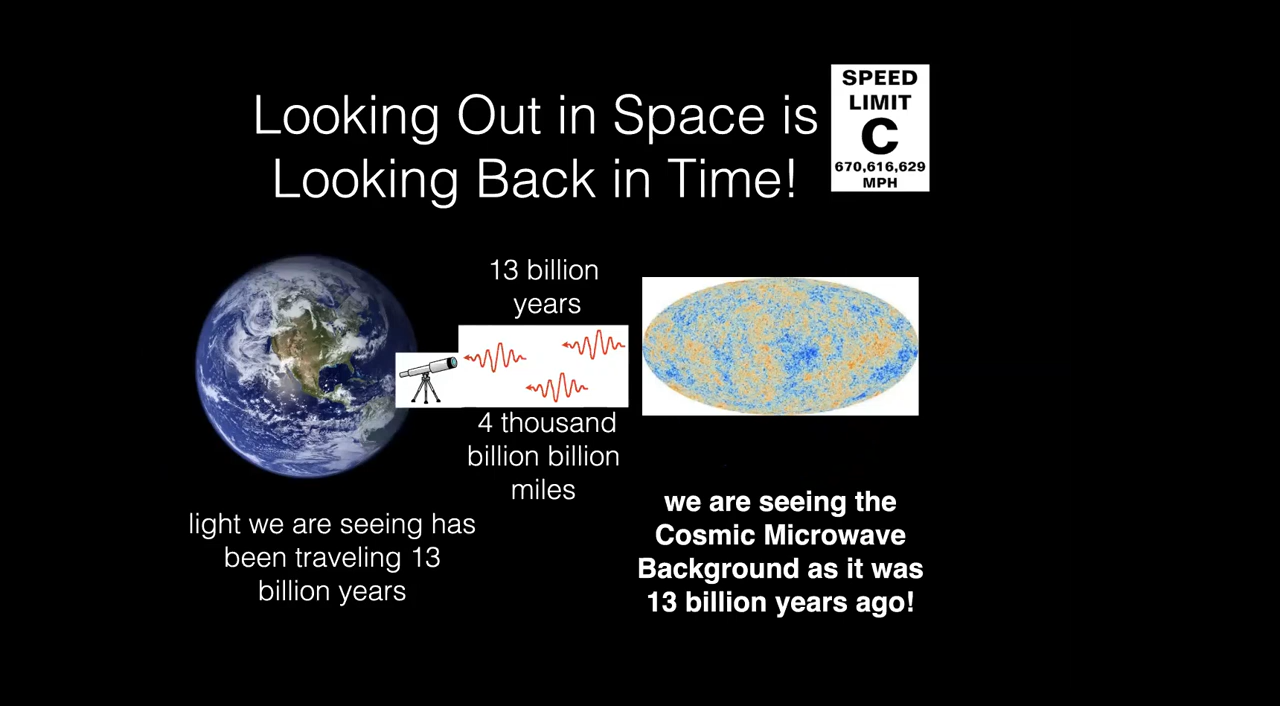 Looking Out in Space is
Looking Back in Time!
SPEED
LIMIT
C
670,616,629
MPH
13 billion
years
4 thousand
billion billion
miles
light we are seeing has
been traveling 13
billion years
we are seeing the
Cosmic Microwave
Background as it was
13 billion years ago!